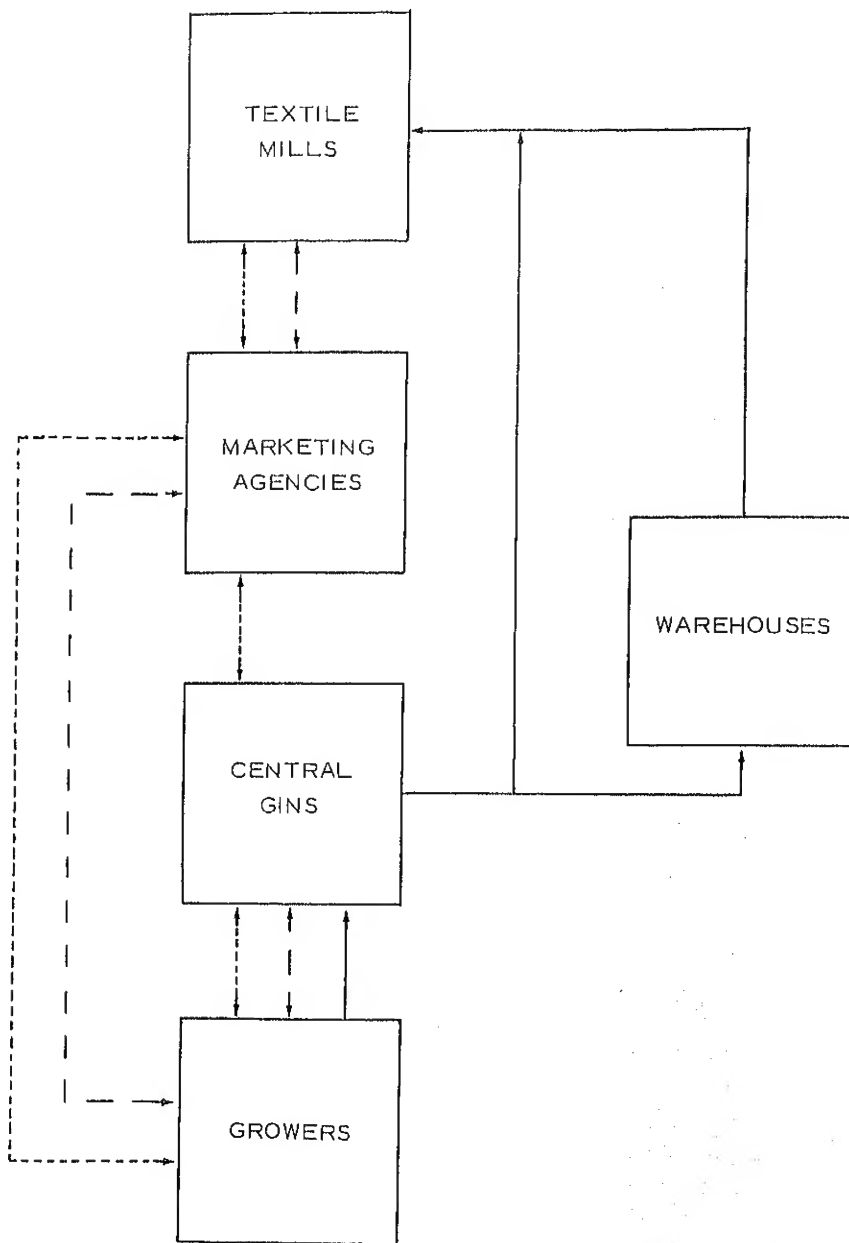 TEXTILE
MILLS
MARKETING
AGENCIES
WAREHOUSES
CENTRAL
GINS
GROWERS